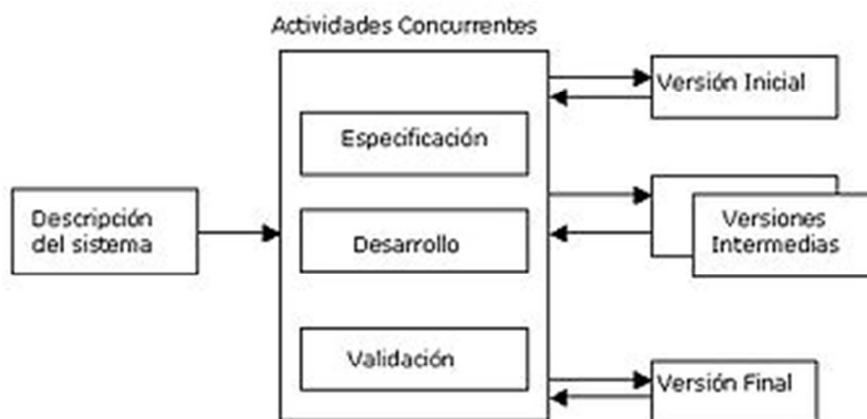 Actividades Concurrentes
Descripción
del sistema
Especificación
Desarrollo
Validación
Versión Inicial
Versiones
Intermedias
Versión Final